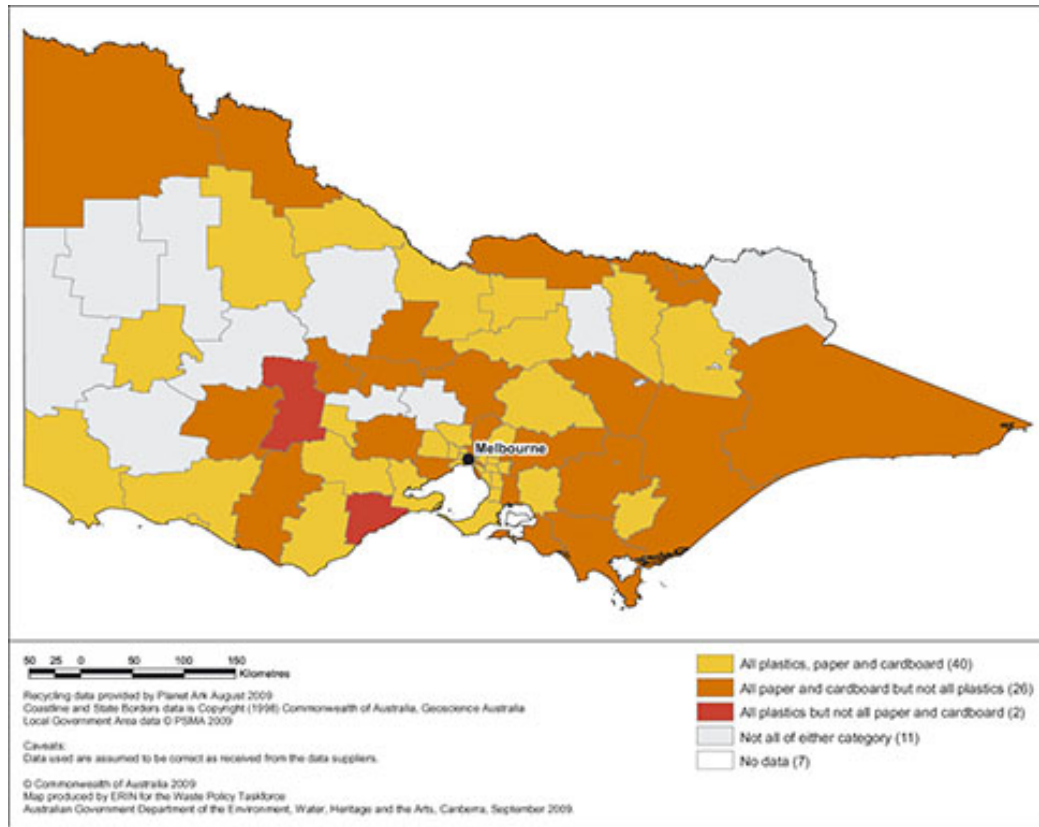 Melbourne
50 25 0 50 100 150
Kilometres
Recycling data provided by Planet Ark August 2009
Coastline and State Borders data is Copyright (1998) Commonwealth of Australia, Geoscience Australia
Local Government Area data © PSMA 2009
Caveats:
Data used are assumed to be correct as received from the data suppliers.
© Commonwealth of Australia 2009
Map produced by ERIN for the Waste Policy Taskforce
Australian Government Department of the Environment, Water, Heritage and the Arts, Canberra, September 2009.
All plastics, paper and cardboard (40)
All paper and cardboard but not all plastics (26)
All plastics but not all paper and cardboard (2)
Not all of either category (11)
No data (7)